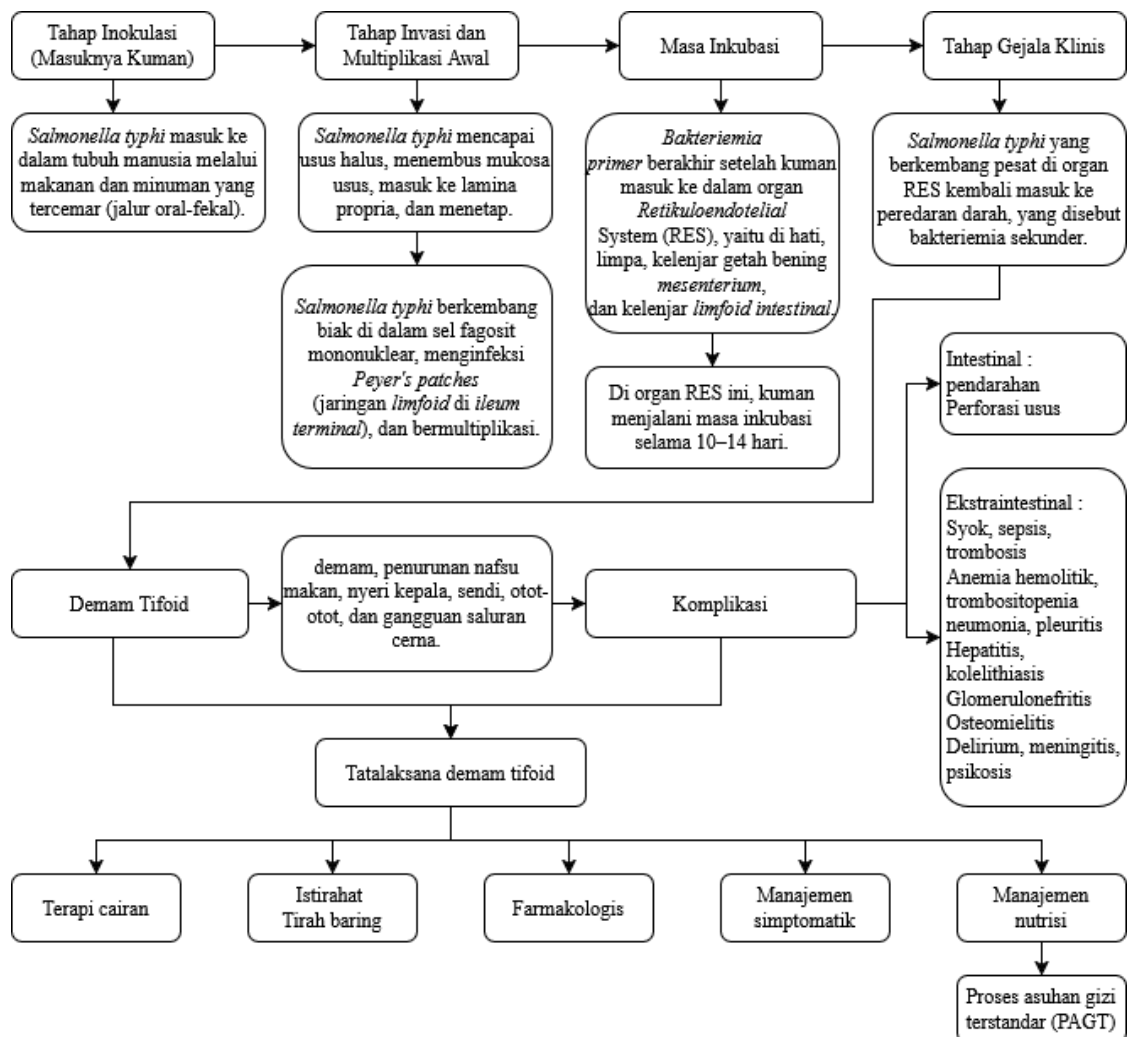 Tahap Inokulasi
(Masuknya Kuman)
Tahap Invasi dan
Multiplikasi Awal
Masa Inkubasi
Tahap Gejala Klinis
Salmonella typhi masuk ke
dalam tubuh manusia melalui
makanan dan minuman yang
tercemar (jalur oral-fekal).
Salmonella typhi mencapai
usus halus, menembus mukosa
usus, masuk ke lamina
propria, dan menetap.
Bakteriemia
primer berakhir setelah kuman
masuk ke dalam organ
Retikuloendotelial
System (RES), yaitu di hati,
limpa, kelenjar getah bening
mesenterium,
dan kelenjar limfoid intestinal.
Salmonella typhi yang
berkembang pesat di organ
RES kembali masuk ke
peredaran darah, yang disebut
bakteriemia sekunder.
Salmonella typhi berkembang
biak di dalam sel fagosit
mononuklear, menginfeksi
Peyer's patches
(jaringan limfoid di ileum
terminal), dan bermultiplikasi.
Di organ RES ini, kuman
menjalani masa inkubasi
selama 10–14 hari.
Intestinal :
pendarahan
Perforasi usus
Ekstraintestinal :
Syok, sepsis,
trombosis
Anemia hemolitik,
trombositopenia
neumonia, pleuritis
Hepatitis,
kolelithiasis
Glomerulonefritis
Osteomielitis
Delirium, meningitis,
psikosis
Demam Tifoid
demam, penurunan nafsu
makan, nyeri kepala, sendi, otot-
otot, dan gangguan saluran
cerna.
Komplikasi
Tatalaksana demam tifoid
Terapi cairan
Istirahat
Tirah baring
Farmakologis
Manajemen
simptomatik
Manajemen
nutrisi
Proses asuhan gizi
terstandar (PAGT)